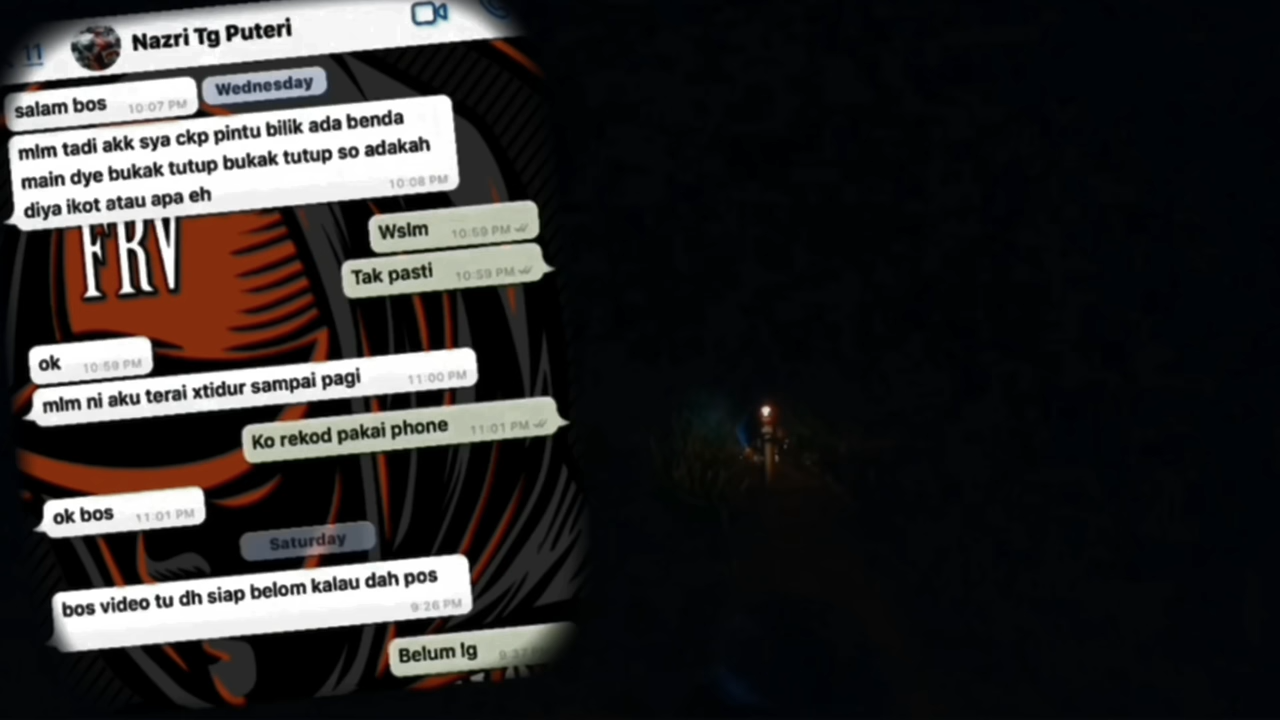 11 Nazri Tg Puteri
Wednesday
salam bos 10:07 PM
mlm tadi akk sya ckp pintu bilik ada benda
main dye bukak tutup bukak tutup so adakah
diya ikot atau apa eh 10:08 PM
FRV
Wslm 10:59 PM
Tak pasti 10:59 PM
ok 10:59 PM
mlm ni aku terai xtidur sampai pagi 11:00 PM
Ko rekod pakai phone 11:01 PM
ok bos 11:01 PM
Saturday
bos video tu dh siap belom kalau dah pos
9:26 PM
Belum lg